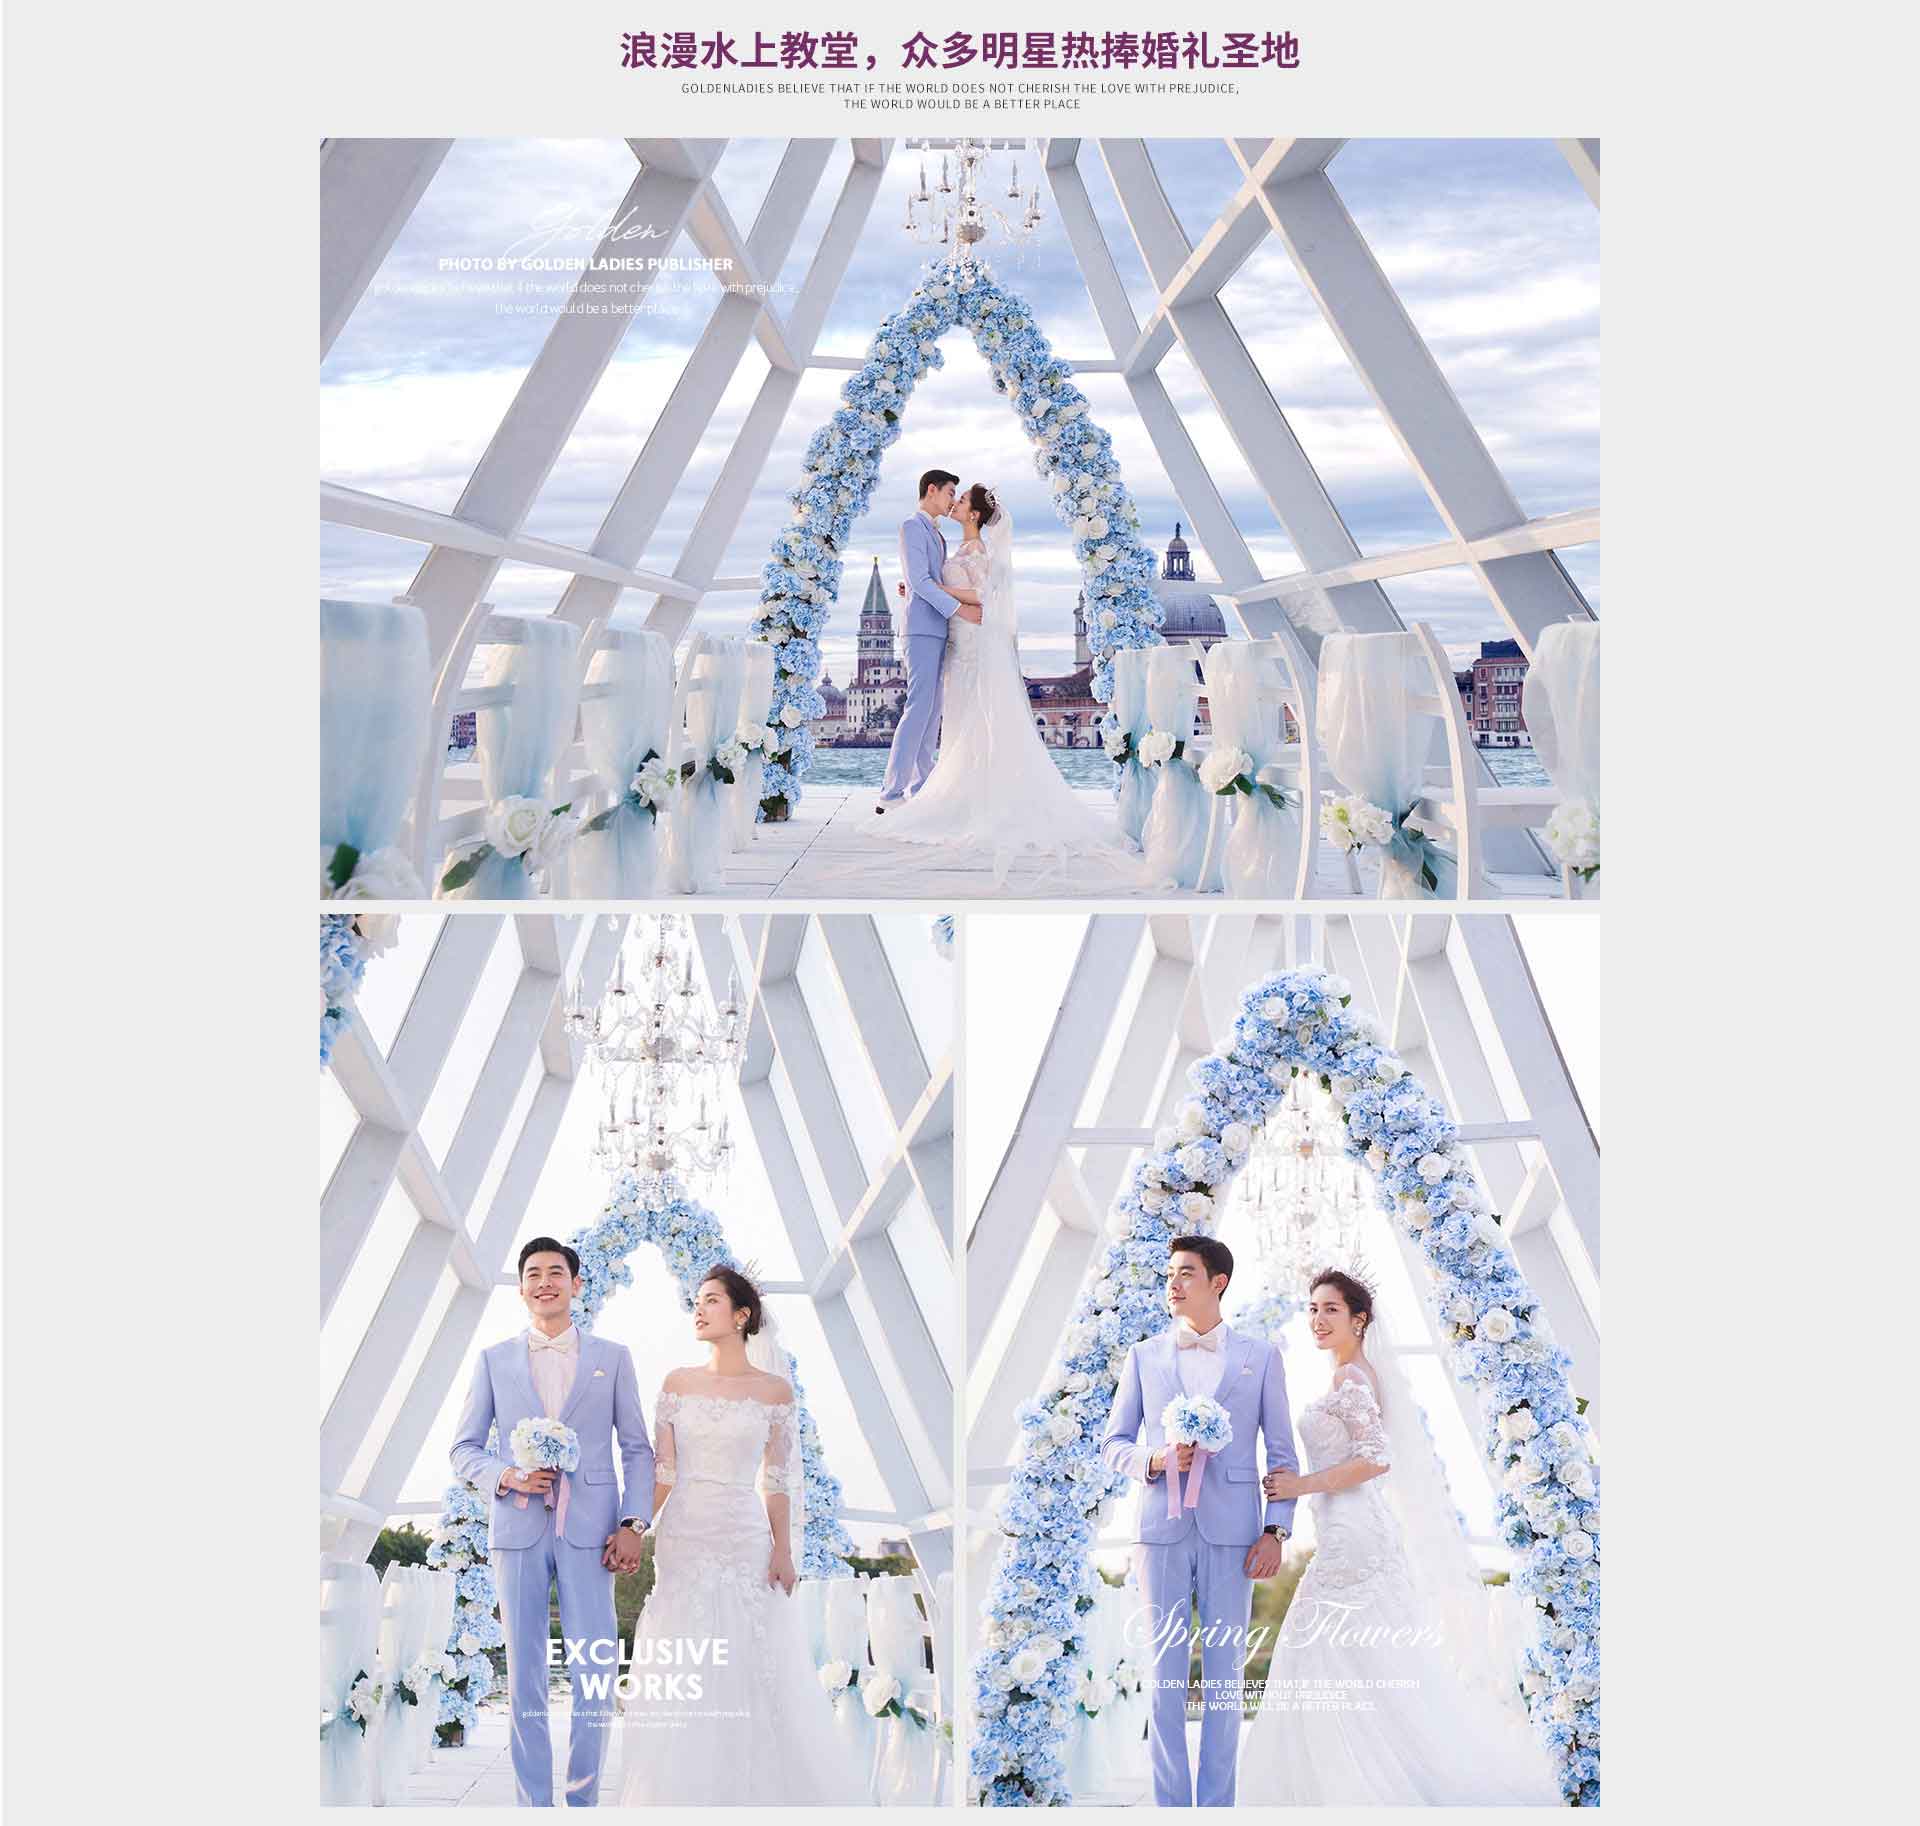 浪漫水上教堂，众多明星热捧婚礼圣地
GOLDENLADIES BELIEVE THAT IF THE WORLD DOES NOT CHERISH THE LOVE WITH PREJUDICE,
THE WORLD WOULD BE A BETTER PLACE
Golden
PHOTO BY GOLDEN LADIES PUBLISHER
goldenladies believe that if the world does not cherish the love with prejudice,
the world would be a better place
EXCLUSIVE
WORKS
Spring Flowers
GOLDEN LADIES BELIEVES THAT IF THE WORLD CHERISH
LOVE WITHOUT PREJUDICE
THE WORLD WILL BE A BETTER PLACE